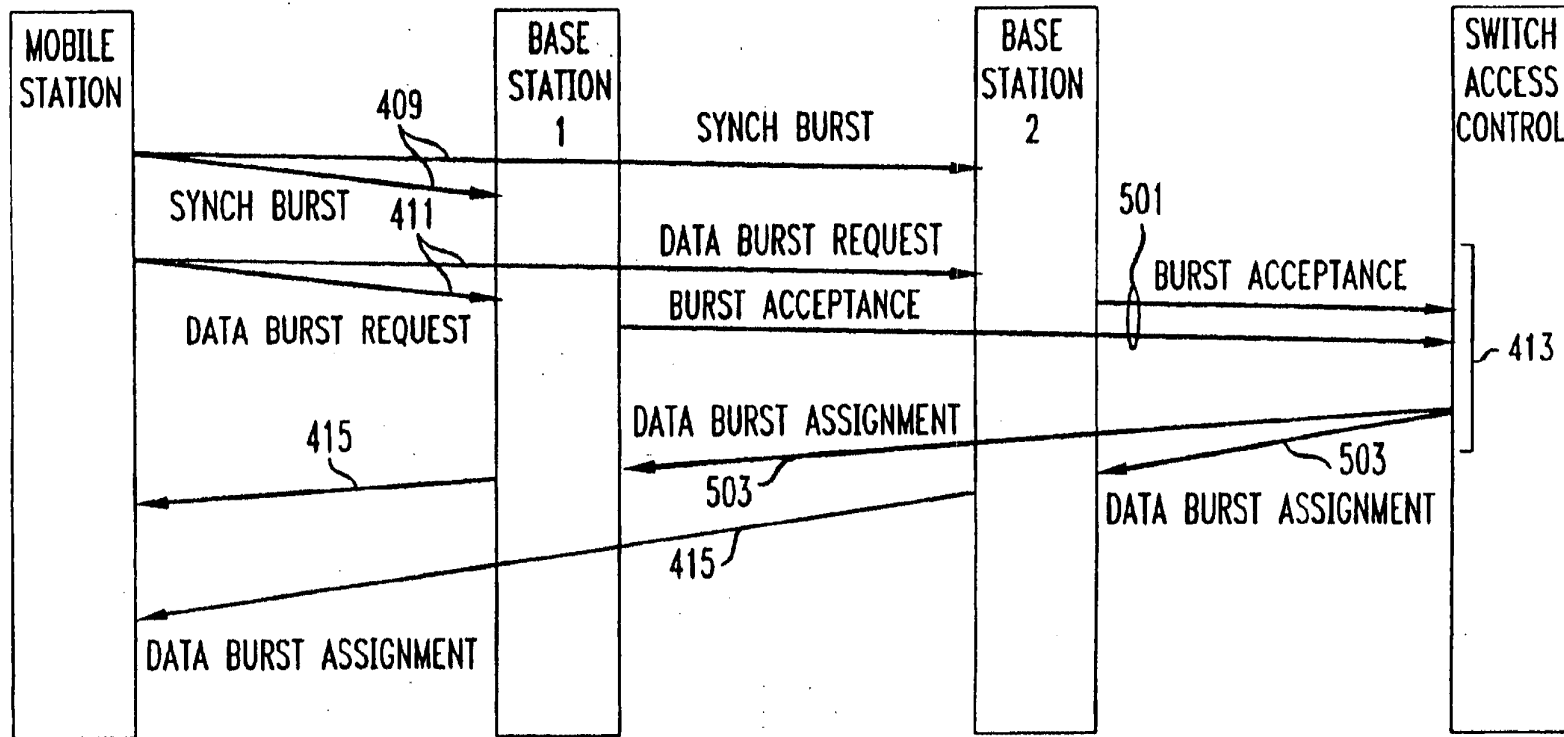 MOBILE
STATION
BASE
STATION
1
BASE
STATION
2
SWITCH
ACCESS
CONTROL
409
SYNCH BURST
SYNCH BURST
411
DATA BURST REQUEST
501
BURST ACCEPTANCE
DATA BURST REQUEST
BURST ACCEPTANCE
413
DATA BURST ASSIGNMENT
415
503
503
DATA BURST ASSIGNMENT
415
DATA BURST ASSIGNMENT